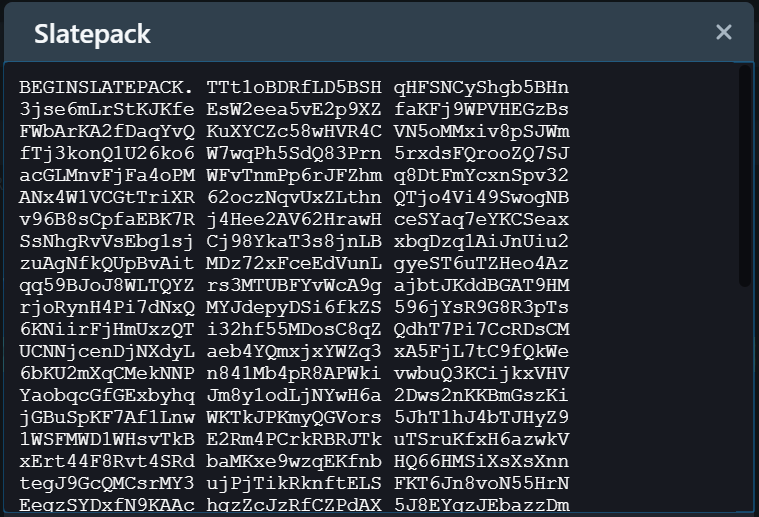 Slatepack
BEGINSLATEPACK. TTt1oBDRfLD5BSH qHFSNCyShgb5BHn
3jse6mLrStKJKfe EsW2eea5vE2p9XZ faKFj9WPVHEGzBs
FWbArKA2fDaqYvQ KuXYCZc58wHVR4C VN5oMMxiv8pSJWm
fTj3konQ1U26ko6 W7wqPh5SdQ83Prn 5rxdsFQrooZQ7SJ
acGLMnvFjFa4oPM WFvTnmPp6rJFZhm q8DtFmYcxnSpv32
ANx4W1VCGtTriXR 62oczNqvUxZLthn QTjo4Vi49SwogNB
v96B8sCpfaEBK7R j4Hee2AV62HrawH ceSYaq7eYKCSeax
SsNhgRvVsEbg1sj Cj98YkaT3s8jnLB xbqDzq1AiJnUiu2
zuAgNfkQUpBvAit MDz72xFceEdVunL gyeST6uTZHeo4Az
qq59BJoJ8WLTQYZ rs3MTUBFYvWcA9g ajbtJKddBGAT9HM
rjoRynH4Pi7dNxQ MYJdepyDSi6fkZS 596jYsR9G8R3pTs
6KNiirFjHmUxzQT i32hf55MDosC8qZ QdhT7Pi7CcRDsCM
UCNNjcenDjNXdyL aeb4YQmxjxYWZq3 xA5FjL7tC9fQkWe
6bKU2mXqCMekNNP n841Mb4pR8APWki vwbuQ3KCijkxVHV
YaobqcGfGExbyhq Jm8y1odLjNYwH6a 2Dws2nKKBmGszKi
jGBuSpKF7Af1Lnw WKTkJPKmyQGVors 5JhT1hJ4bTJHyZ9
1WSFMWD1WHsvTkB E2Rm4PCrkRBRJTk uTSruKfxH6azwkV
xErt44F8Rvt4SRd baMKxe9wzqEKfnb HQ66HMSiXsXsXnn
tegJ9GcQMCsrMY3 ujPjTikRknftELS FKT6Jn8voN55HrN
EegzSYDxfN9KAAc hgzZcJzRfCZPdAX 5J8EYgzJEbazzDm